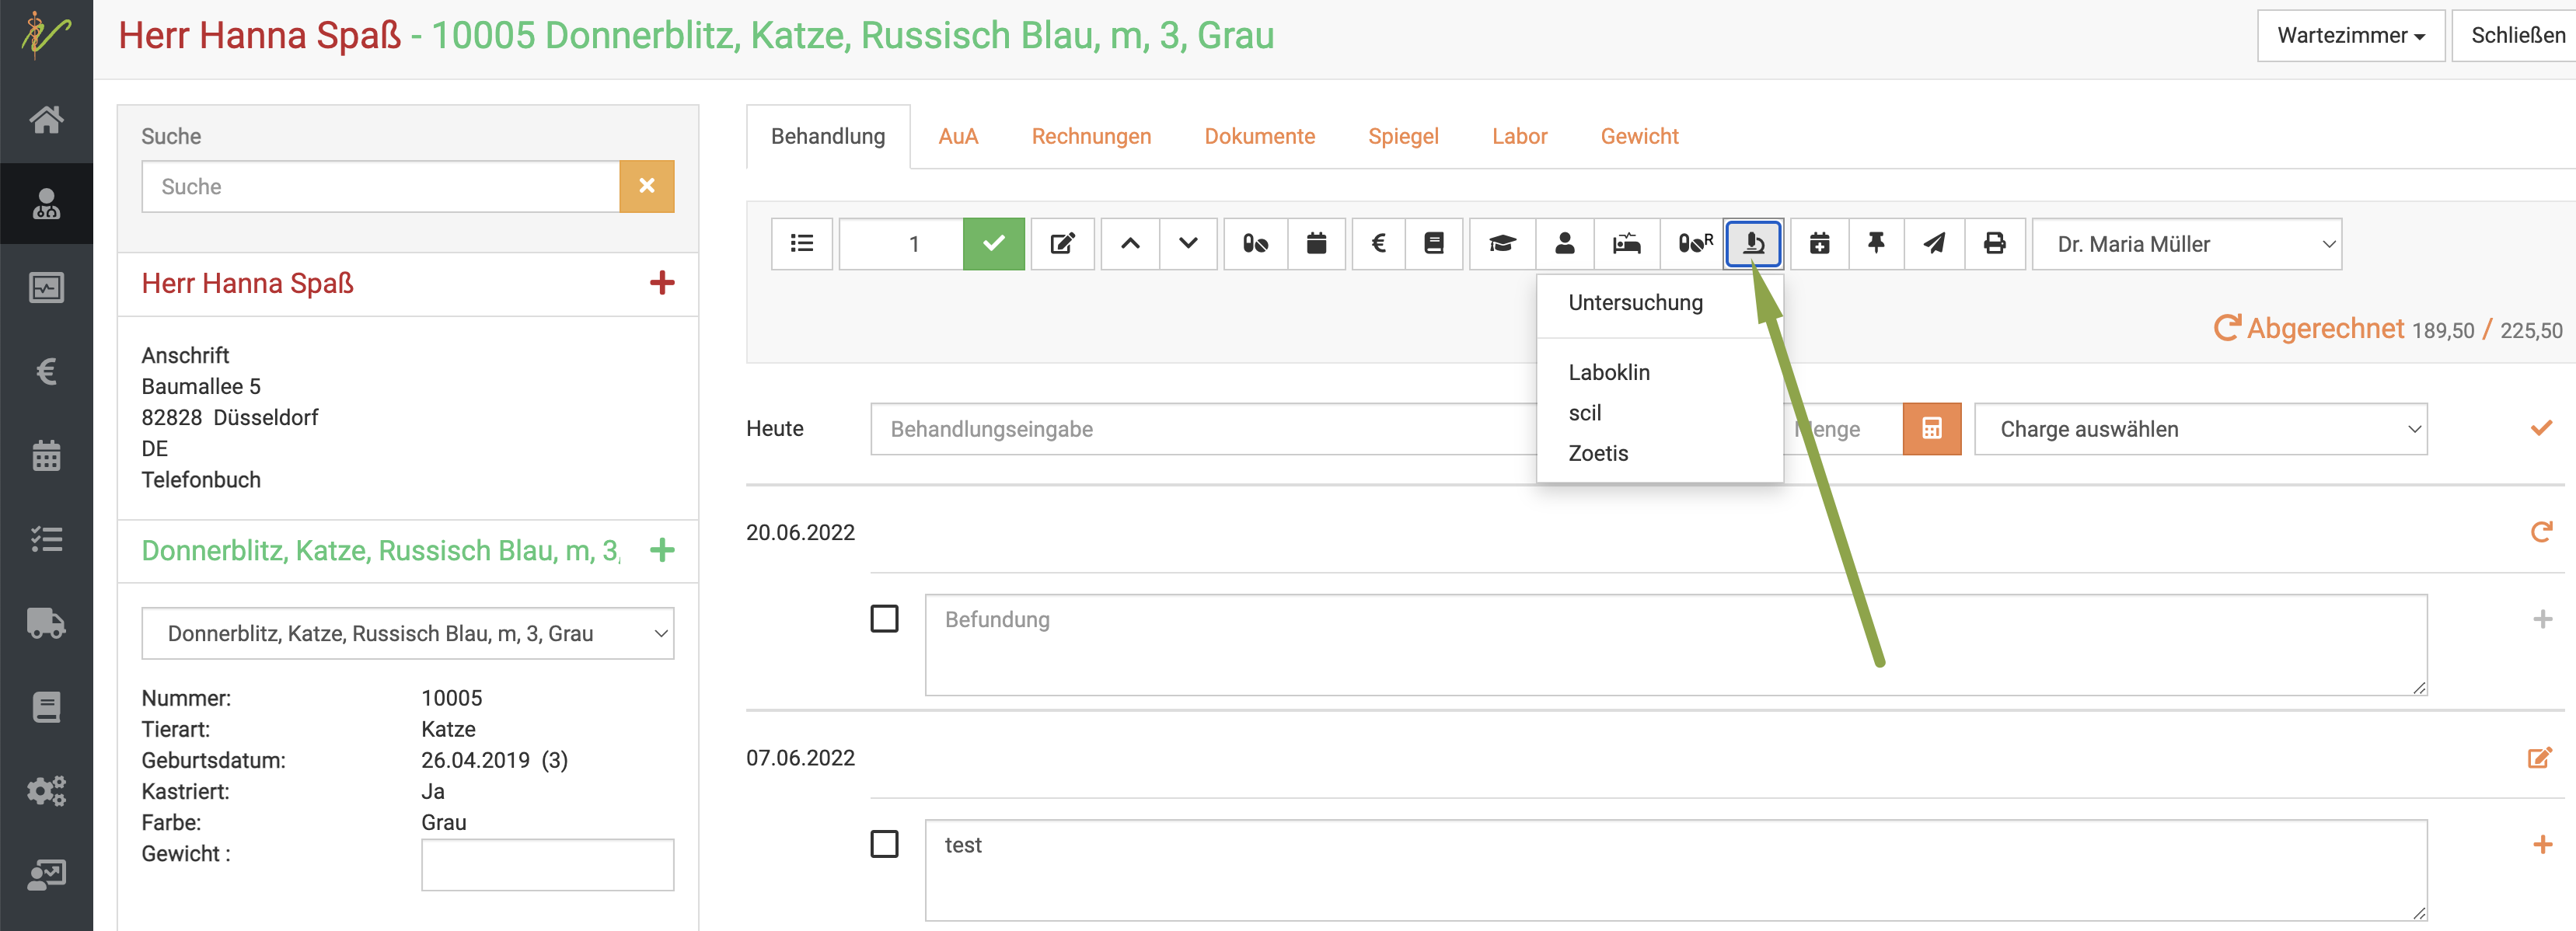 Herr Hanna Spaß - 10005 Donnerblitz, Katze, Russisch Blau, m, 3, Grau
Wartezimmer
Schließen
Suche
Suche
Herr Hanna Spaß
Anschrift
Baumallee 5
82828 Düsseldorf
DE
Telefonbuch
Donnerblitz, Katze, Russisch Blau, m, 3,
Donnerblitz, Katze, Russisch Blau, m, 3, Grau
Nummer: 10005
Tierart: Katze
Geburtsdatum: 26.04.2019 (3)
Kastriert: Ja
Farbe: Grau
Gewicht :
Behandlung AuA Rechnungen Dokumente Spiegel Labor Gewicht
1
€
R
Dr. Maria Müller
Untersuchung
Laboklin
scil
Zoetis
Abgerechnet 189,50 / 225,50
Heute
Behandlungseingabe
Menge
Charge auswählen
20.06.2022
Befundung
07.06.2022
test